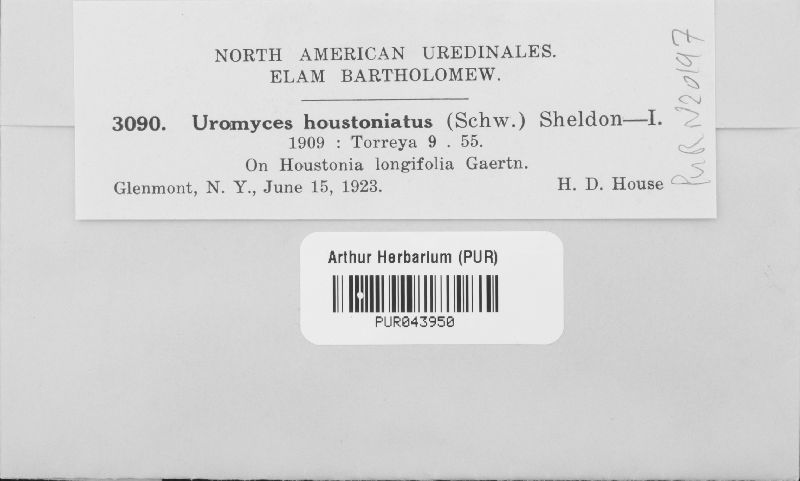 NORTH AMERICAN UREDINALES.
ELAM BARTHOLOMEW.
3090. Uromyces houstoniatus (Schw.) Sheldon—I.
1909 : Torreya 9 . 55.
On Houstonia longifolia Gaertn.
Glenmont, N. Y., June 15, 1923. H. D. House
PUR N20197
Arthur Herbarium (PUR)
PUR043950